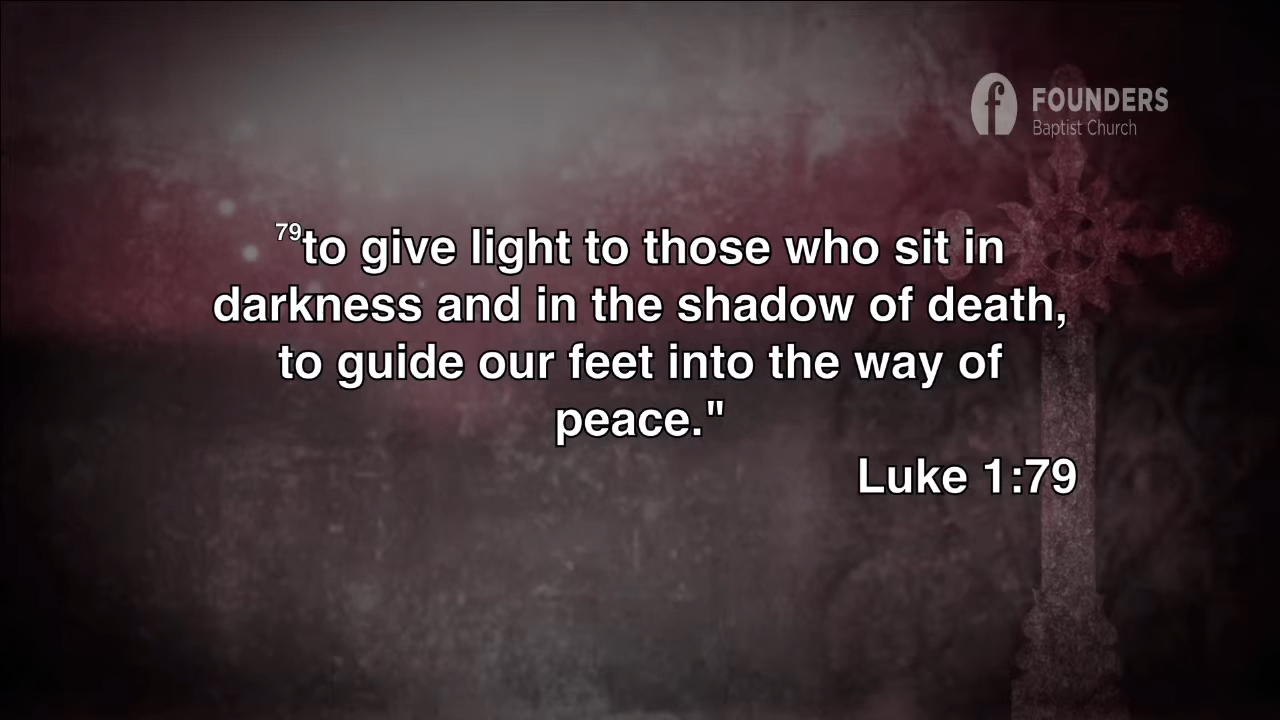 FOUNDERS
Baptist Church
79to give light to those who sit in
darkness and in the shadow of death,
to guide our feet into the way of
peace."
Luke 1:79